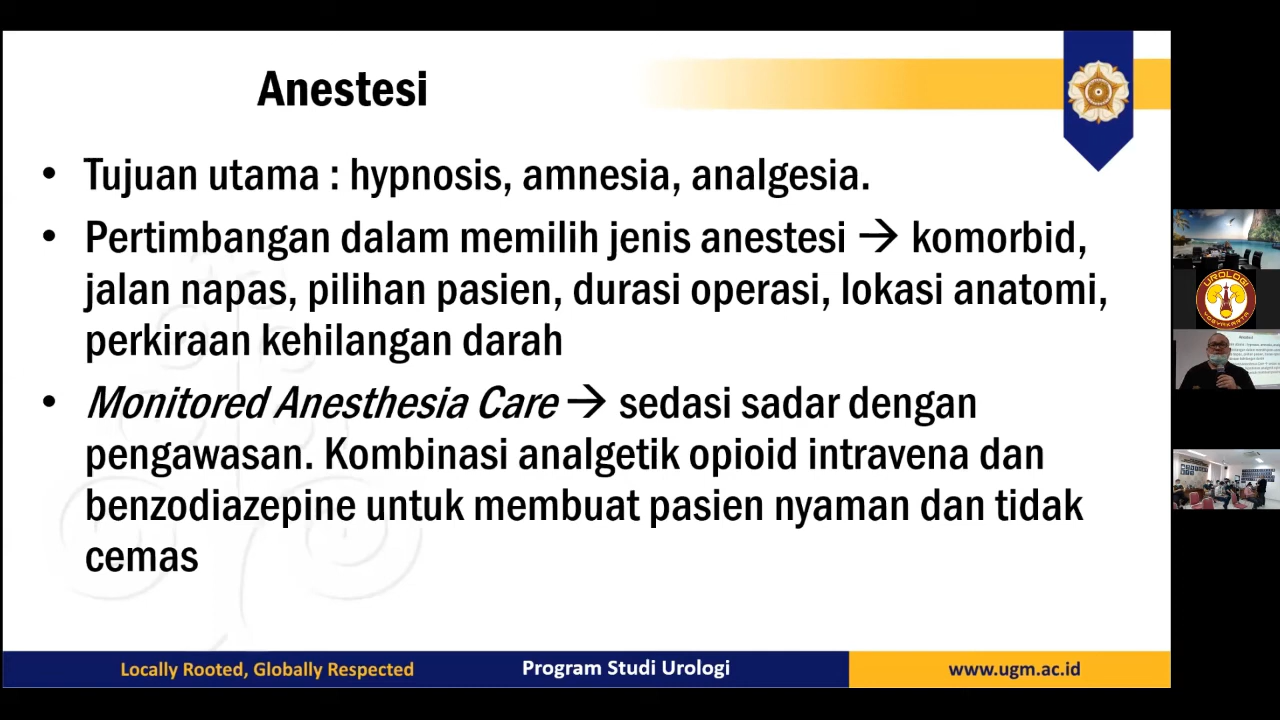 Anestesi
• Tujuan utama : hypnosis, amnesia, analgesia.
• Pertimbangan dalam memilih jenis anestesi → komorbid,
jalan napas, pilihan pasien, durasi operasi, lokasi anatomi,
perkiraan kehilangan darah
• Monitored Anesthesia Care → sedasi sadar dengan
pengawasan. Kombinasi analgetik opioid intravena dan
benzodiazepine untuk membuat pasien nyaman dan tidak
cemas
Locally Rooted, Globally Respected
Program Studi Urologi
www.ugm.ac.id
UROLOGI
YOGYAKARTA